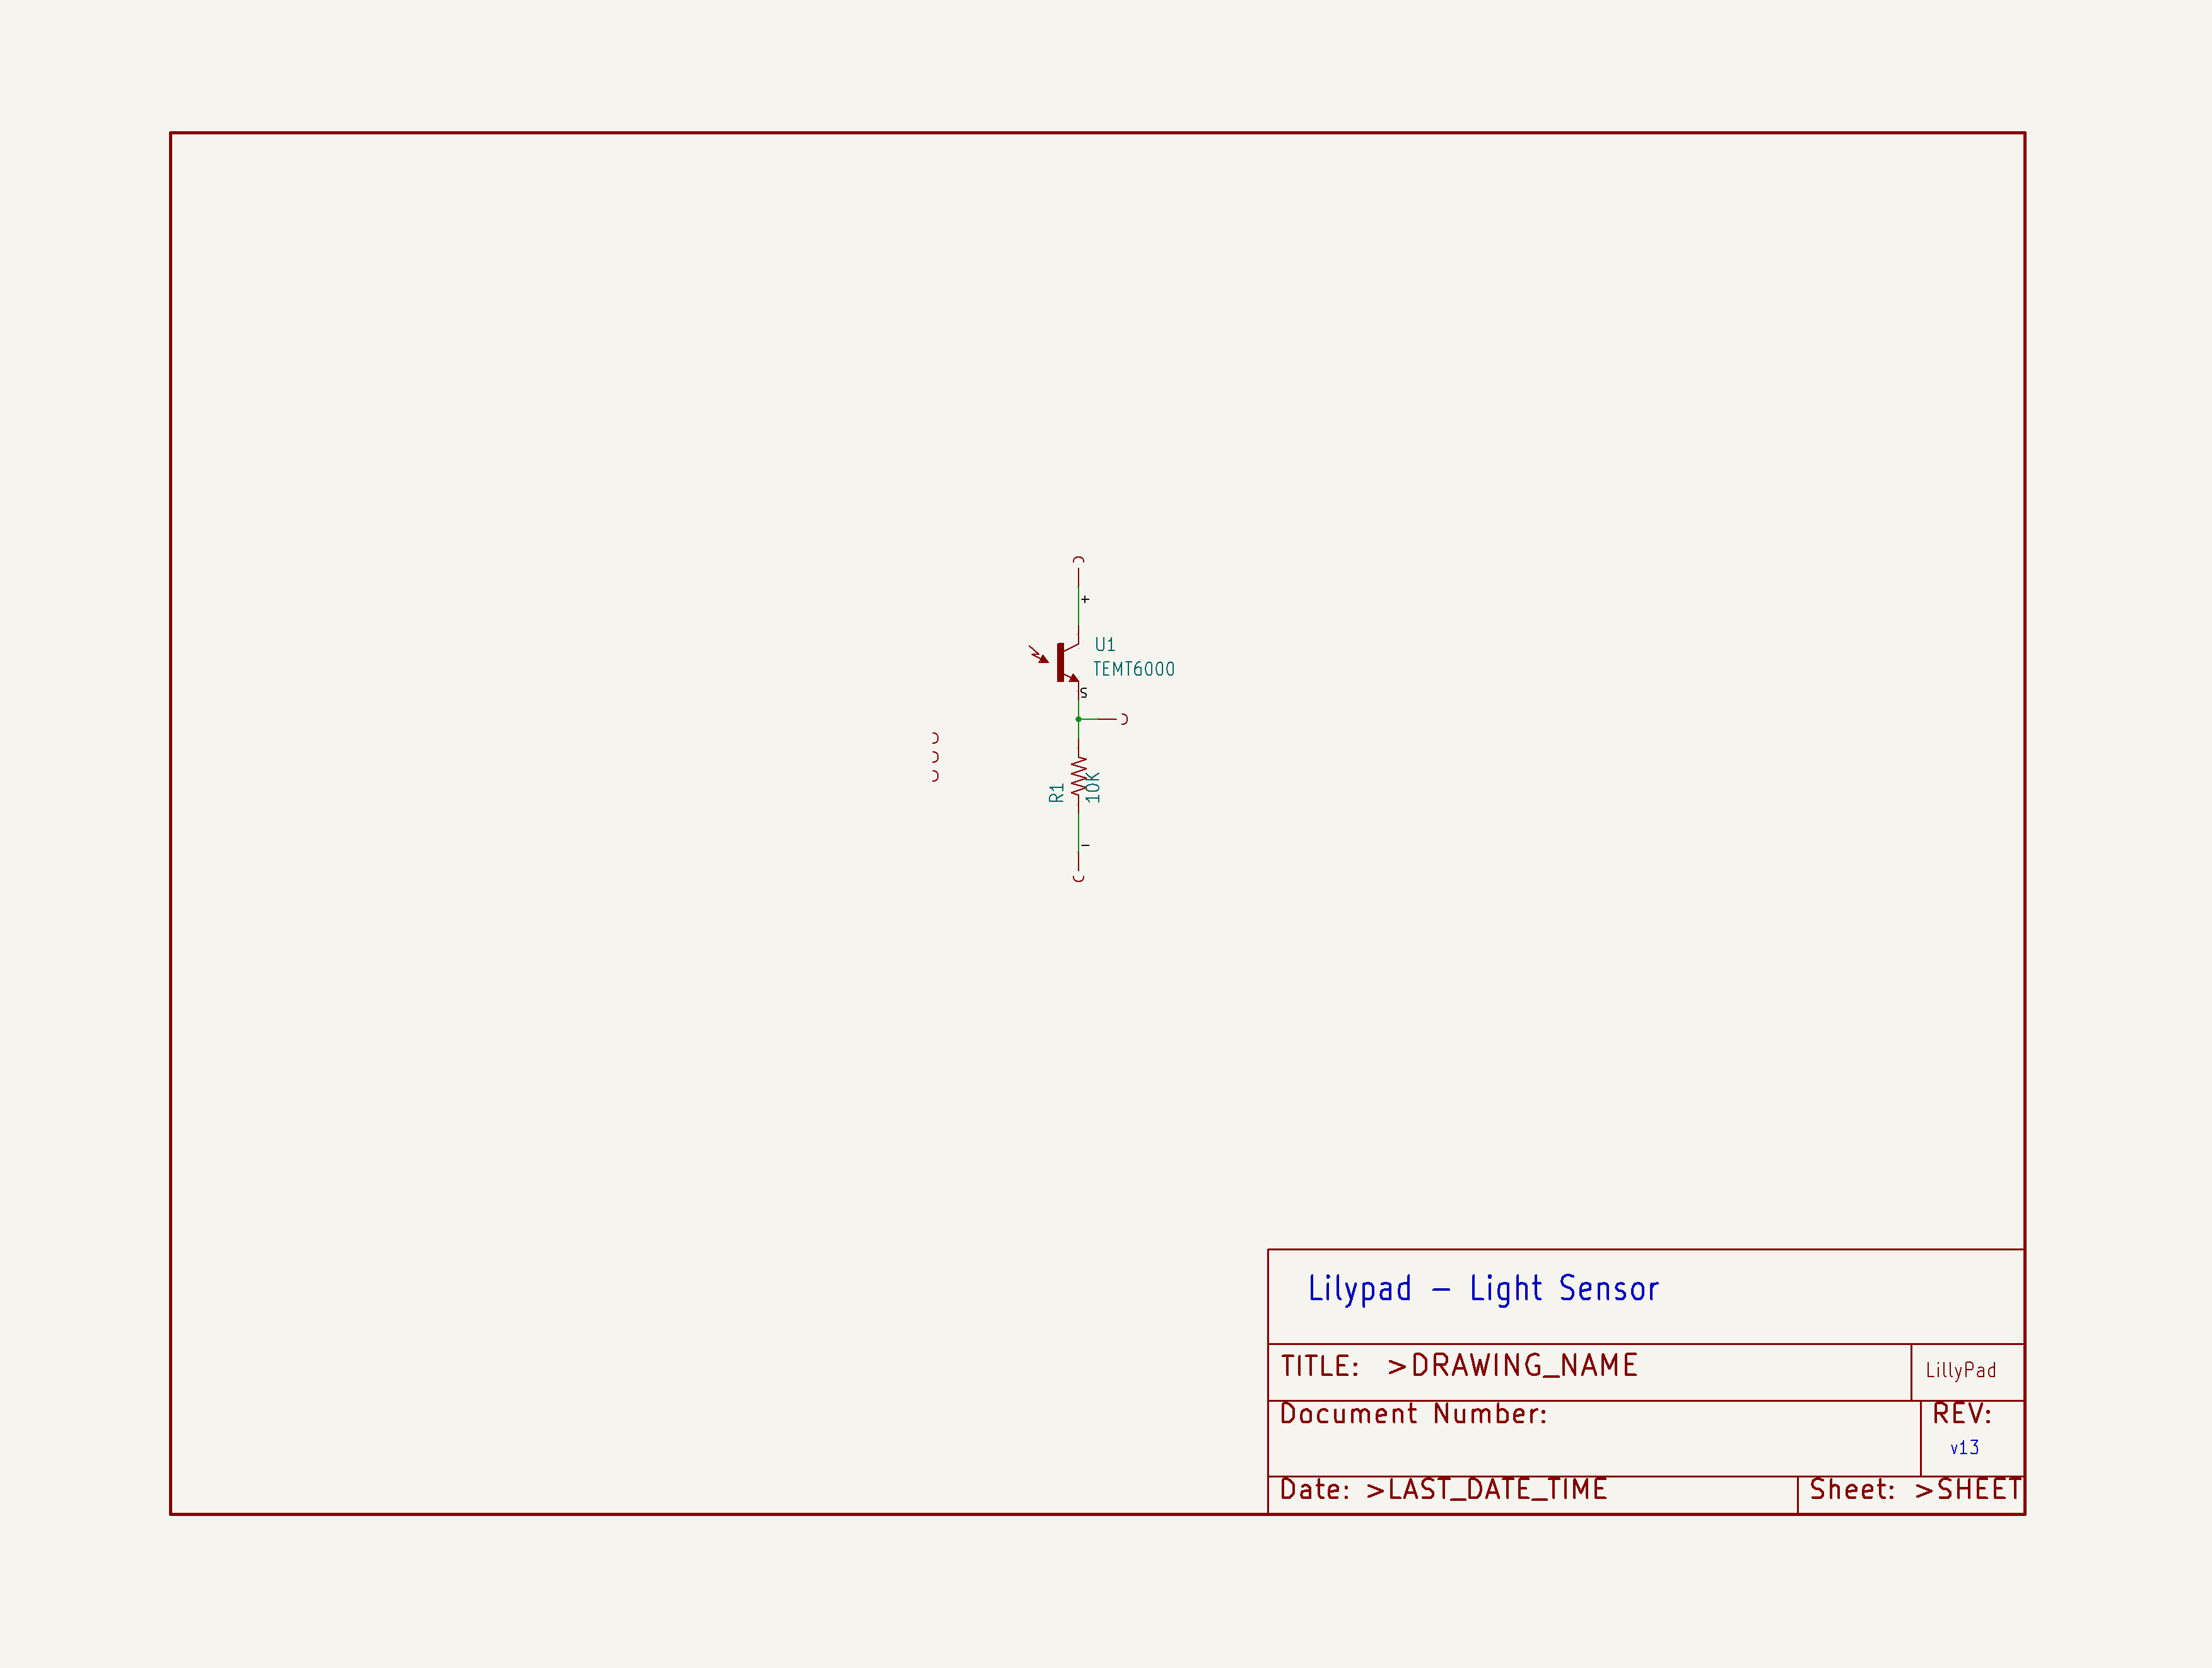 +
U1
TEMT6000
S
R1
10K
-
Lilypad - Light Sensor
TITLE: >DRAWING_NAME
LillyPad
Document Number:
REV:
v13
Date: >LAST_DATE_TIME
Sheet: >SHEET